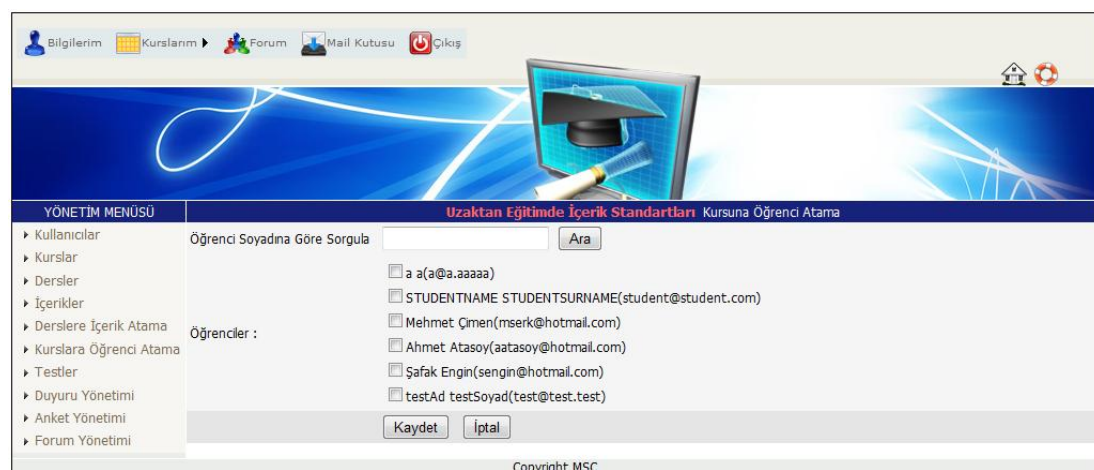 Bilgilerim Kurslarım Forum Mail Kutusu Çıkış
YÖNETİM MENÜSÜ
Uzaktan Eğitimde İçerik Standartları Kursuna Öğrenci Atama
Kullanıcılar
Kurslar
Dersler
İçerikler
Derslere İçerik Atama
Kurslara Öğrenci Atama
Testler
Duyuru Yönetimi
Anket Yönetimi
Forum Yönetimi
Öğrenci Soyadına Göre Sorgula Ara
Öğrenciler :
a a(a@a.aaaaa)
STUDENTNAME STUDENTSURNAME(student@student.com)
Mehmet Çimen(mserk@hotmail.com)
Ahmet Atasoy(aatasoy@hotmail.com)
Şafak Engin(sengin@hotmail.com)
testAd testSoyad(test@test.test)
Kaydet İptal
Copyright MSC